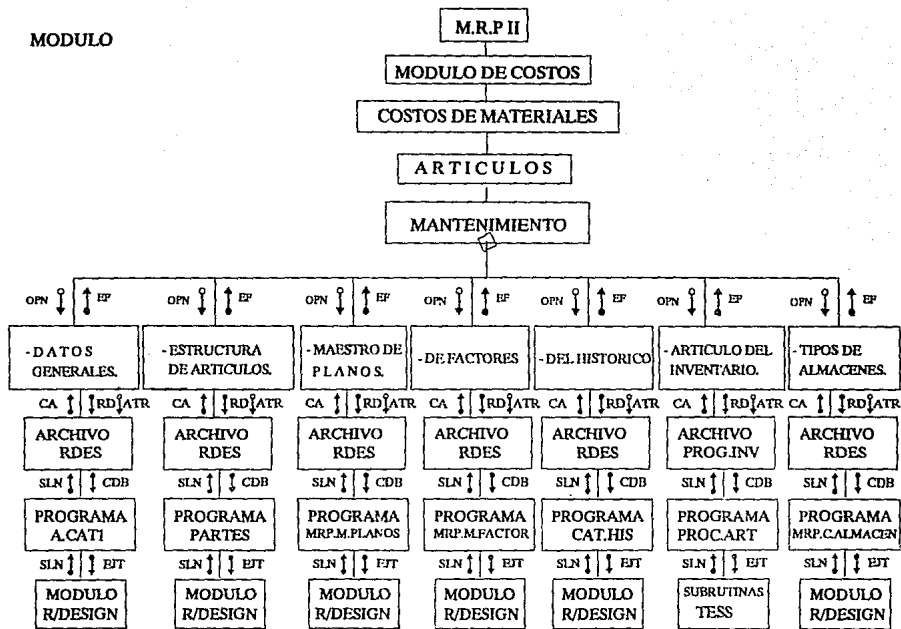 MODULO
M.R.P II
MODULO DE COSTOS
COSTOS DE MATERIALES
ARTICULOS
MANTENIMIENTO
OPN EF OPN EF OPN EF OPN EF OPN EF OPN EF OPN EF
-DATOS GENERALES.
-ESTRUCTURA DE ARTICULOS.
-MAESTRO DE PLANOS.
-DE FACTORES
-DEL HISTORICO
-ARTICULO DEL INVENTARIO.
-TIPOS DE ALMACENES.
CA RD ATR CA RD ATR CA RD ATR CA RD ATR CA RD ATR CA RD ATR CA RD ATR
ARCHIVO RDES
ARCHIVO RDES
ARCHIVO RDES
ARCHIVO RDES
ARCHIVO RDES
ARCHIVO PROG.INV
ARCHIVO RDES
SLN CDB SLN CDB SLN CDB SLN CDB SLN CDB SLN CDB SLN CDB
PROGRAMA A.CAT1
PROGRAMA PARTES
PROGRAMA MRP.M.PLANOS
PROGRAMA MRP.M.FACTOR
PROGRAMA CAT.HIS
PROGRAMA PROC.ART
PROGRAMA MRP.C.ALMACEN
SLN EJT SLN EJT SLN EJT SLN EJT SLN EJT SLN EJT SLN EJT
MODULO R/DESIGN
MODULO R/DESIGN
MODULO R/DESIGN
MODULO R/DESIGN
MODULO R/DESIGN
SUBRUTINAS TESS
MODULO R/DESIGN